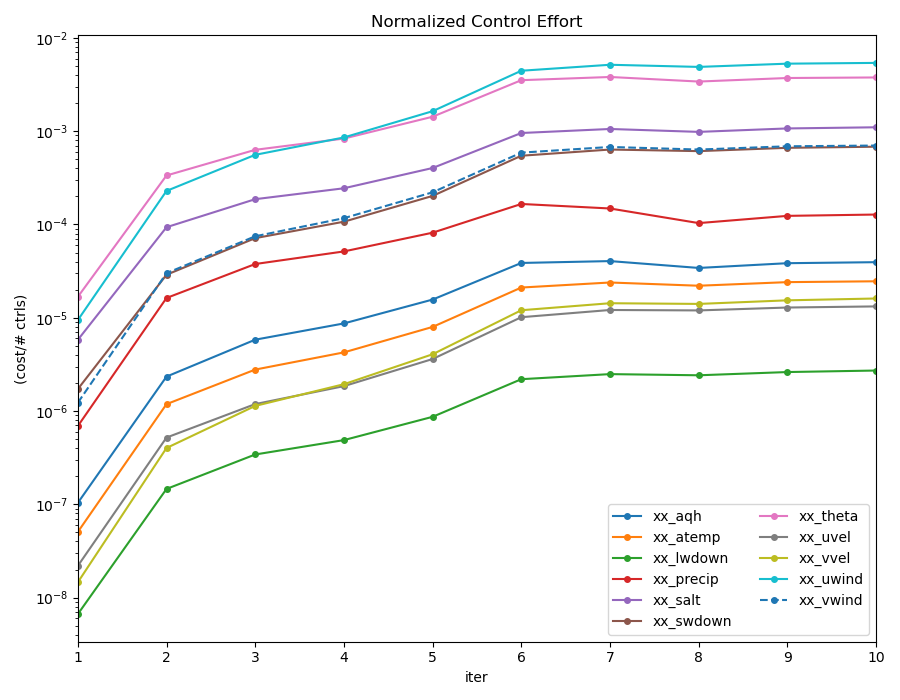 Normalized Control Effort
10^-2
10^-3
10^-4
10^-5
10^-6
10^-7
10^-8
(cost/# ctrls)
1 2 3 4 5 6 7 8 9 10
iter
xx_aqh
xx_atemp
xx_lwdown
xx_precip
xx_salt
xx_swdown
xx_theta
xx_uvel
xx_vvel
xx_uwind
xx_vwind